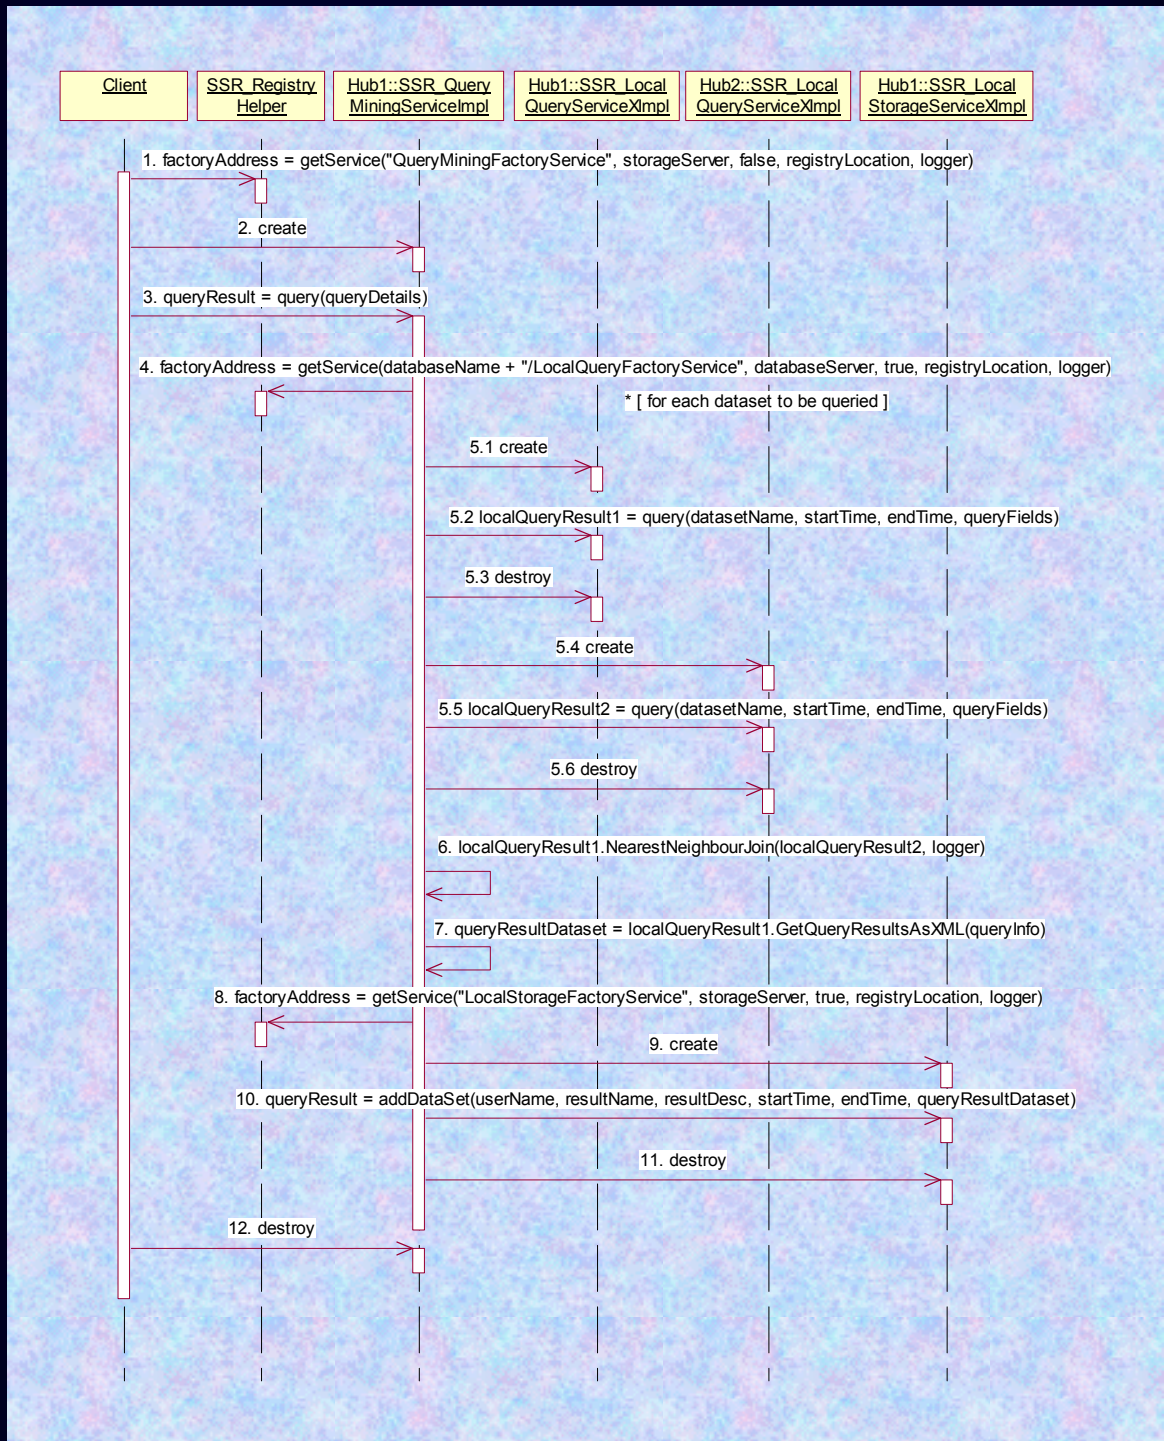 Client
SSR_Registry
Helper
Hub1::SSR_Query
MiningServiceImpl
Hub1::SSR_Local
QueryServiceXImpl
Hub2::SSR_Local
QueryServiceXImpl
Hub1::SSR_Local
StorageServiceXImpl
1. factoryAddress = getService("QueryMiningFactoryService", storageServer, false, registryLocation, logger)
2. create
3. queryResult = query(queryDetails)
4. factoryAddress = getService(databaseName + "/LocalQueryFactoryService", databaseServer, true, registryLocation, logger)
* [ for each dataset to be queried ]
5.1 create
5.2 localQueryResult1 = query(datasetName, startTime, endTime, queryFields)
5.3 destroy
5.4 create
5.5 localQueryResult2 = query(datasetName, startTime, endTime, queryFields)
5.6 destroy
6. localQueryResult1.NearestNeighbourJoin(localQueryResult2, logger)
7. queryResultDataset = localQueryResult1.GetQueryResultsAsXML(queryInfo)
8. factoryAddress = getService("LocalStorageFactoryService", storageServer, true, registryLocation, logger)
9. create
10. queryResult = addDataSet(userName, resultName, resultDesc, startTime, endTime, queryResultDataset)
11. destroy
12. destroy